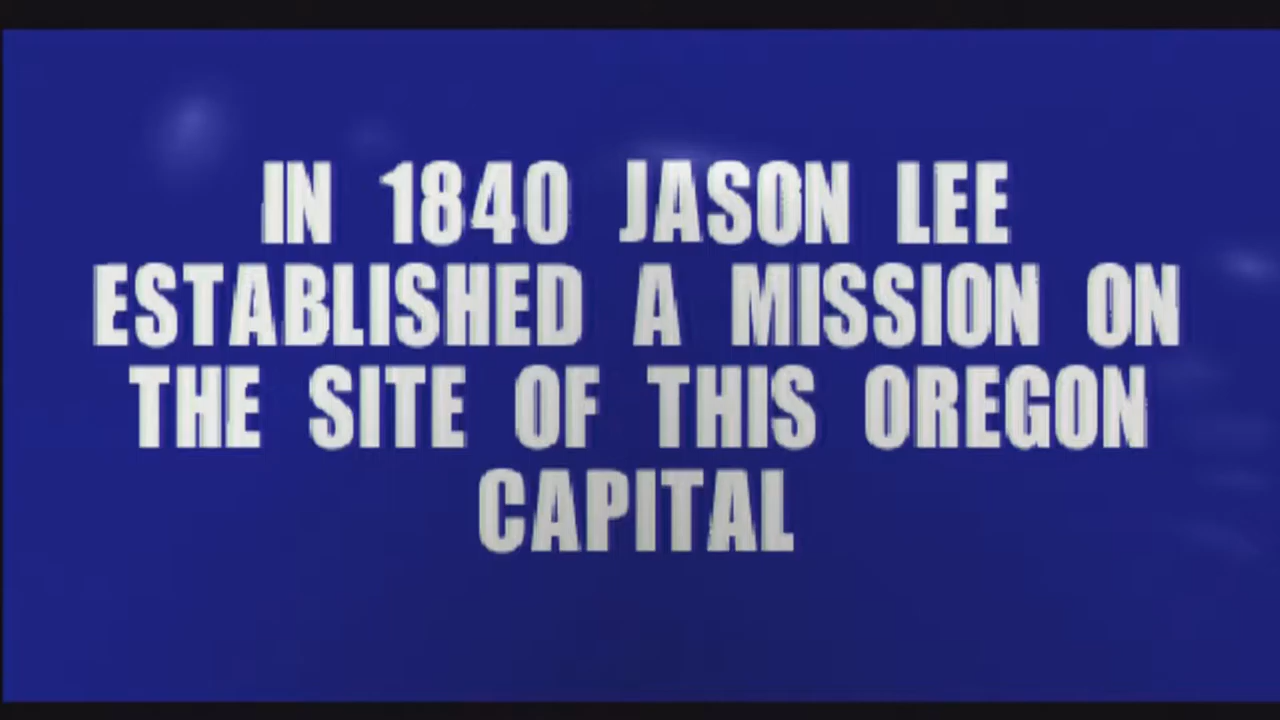 IN 1840 JASON LEE
ESTABLISHED A MISSION ON
THE SITE OF THIS OREGON
CAPITAL